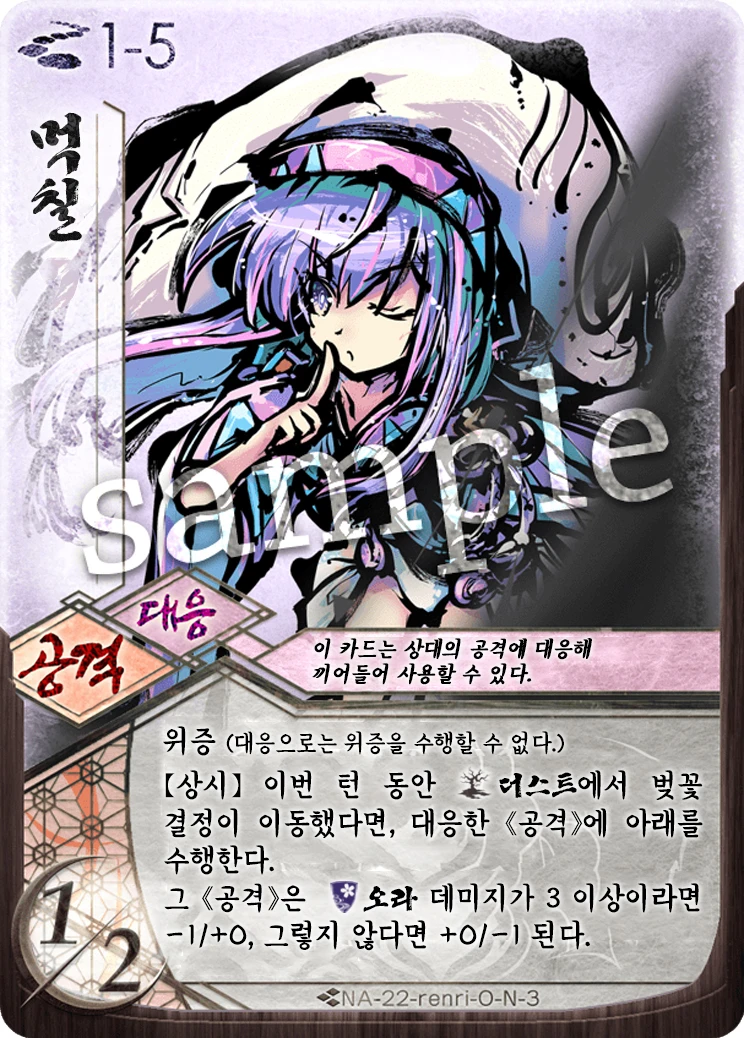 1-5
먹칠
sample
대응
공격
이 카드는 상대의 공격에 대응해
끼어들어 사용할 수 있다.
위증 (대응으로는 위증을 수행할 수 없다.)
【상시】 이번 턴 동안 더스트에서 벚꽃
결정이 이동했다면, 대응한 《공격》에 아래를
수행한다.
그 《공격》은 오라 데미지가 3 이상이라면
-1/+0, 그렇지 않다면 +0/-1 된다.
1/2
NA-22-renri-O-N-3